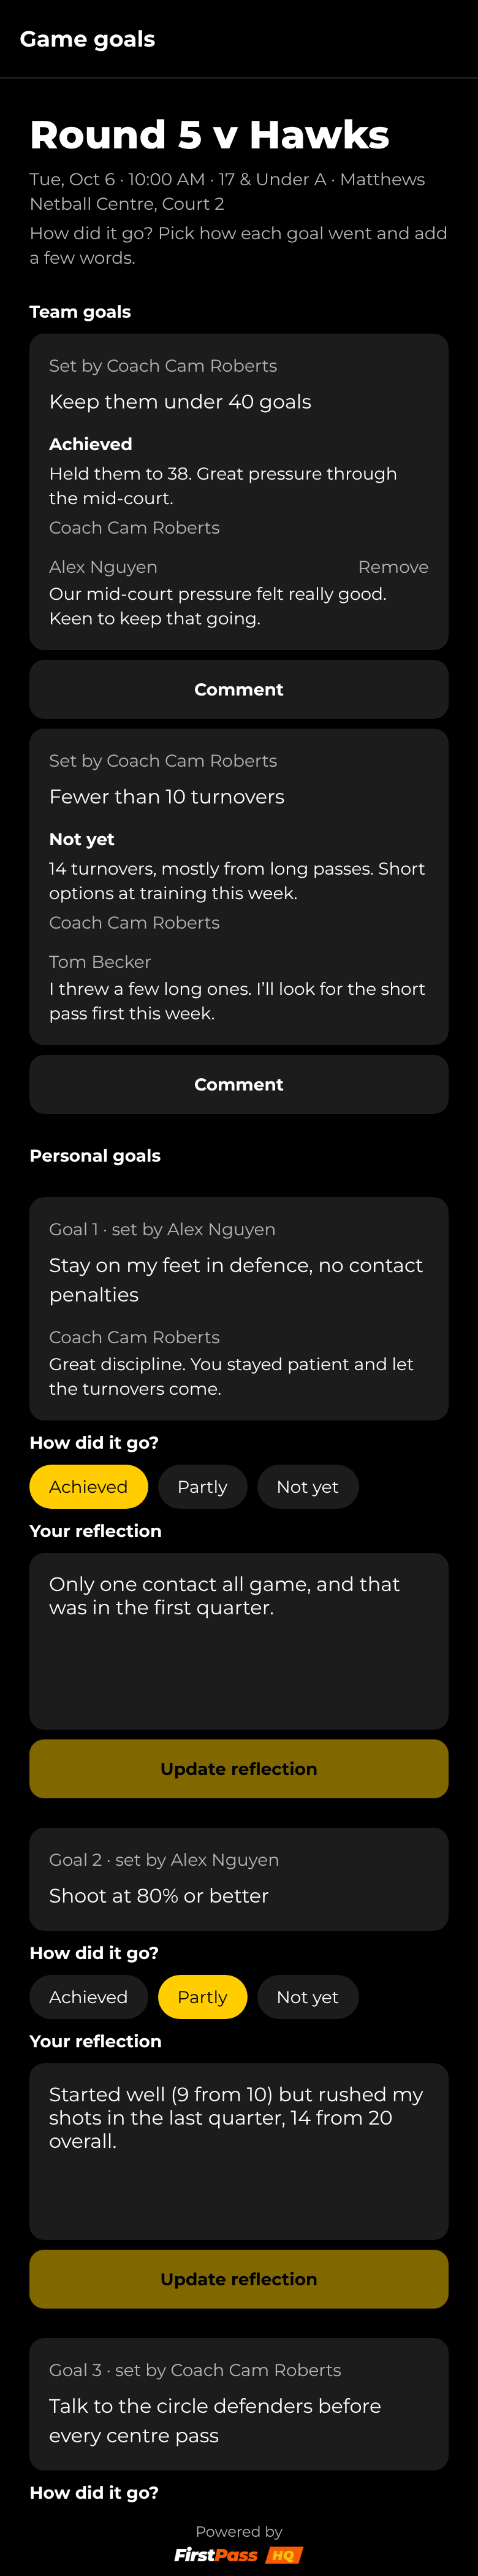 Game goals
Round 5 v Hawks
Tue, Oct 6 · 10:00 AM · 17 & Under A · Matthews
Netball Centre, Court 2
How did it go? Pick how each goal went and add
a few words.
Team goals
Set by Coach Cam Roberts
Keep them under 40 goals
Achieved
Held them to 38. Great pressure through
the mid-court.
Coach Cam Roberts
Alex Nguyen Remove
Our mid-court pressure felt really good.
Keen to keep that going.
Comment
Set by Coach Cam Roberts
Fewer than 10 turnovers
Not yet
14 turnovers, mostly from long passes. Short
options at training this week.
Coach Cam Roberts
Tom Becker
I threw a few long ones. I’ll look for the short
pass first this week.
Comment
Personal goals
Goal 1 · set by Alex Nguyen
Stay on my feet in defence, no contact
penalties
Coach Cam Roberts
Great discipline. You stayed patient and let
the turnovers come.
How did it go?
Achieved Partly Not yet
Your reflection
Only one contact all game, and that
was in the first quarter.
Update reflection
Goal 2 · set by Alex Nguyen
Shoot at 80% or better
How did it go?
Achieved Partly Not yet
Your reflection
Started well (9 from 10) but rushed my
shots in the last quarter, 14 from 20
overall.
Update reflection
Goal 3 · set by Coach Cam Roberts
Talk to the circle defenders before
every centre pass
How did it go?
Powered by
FirstPass HQ